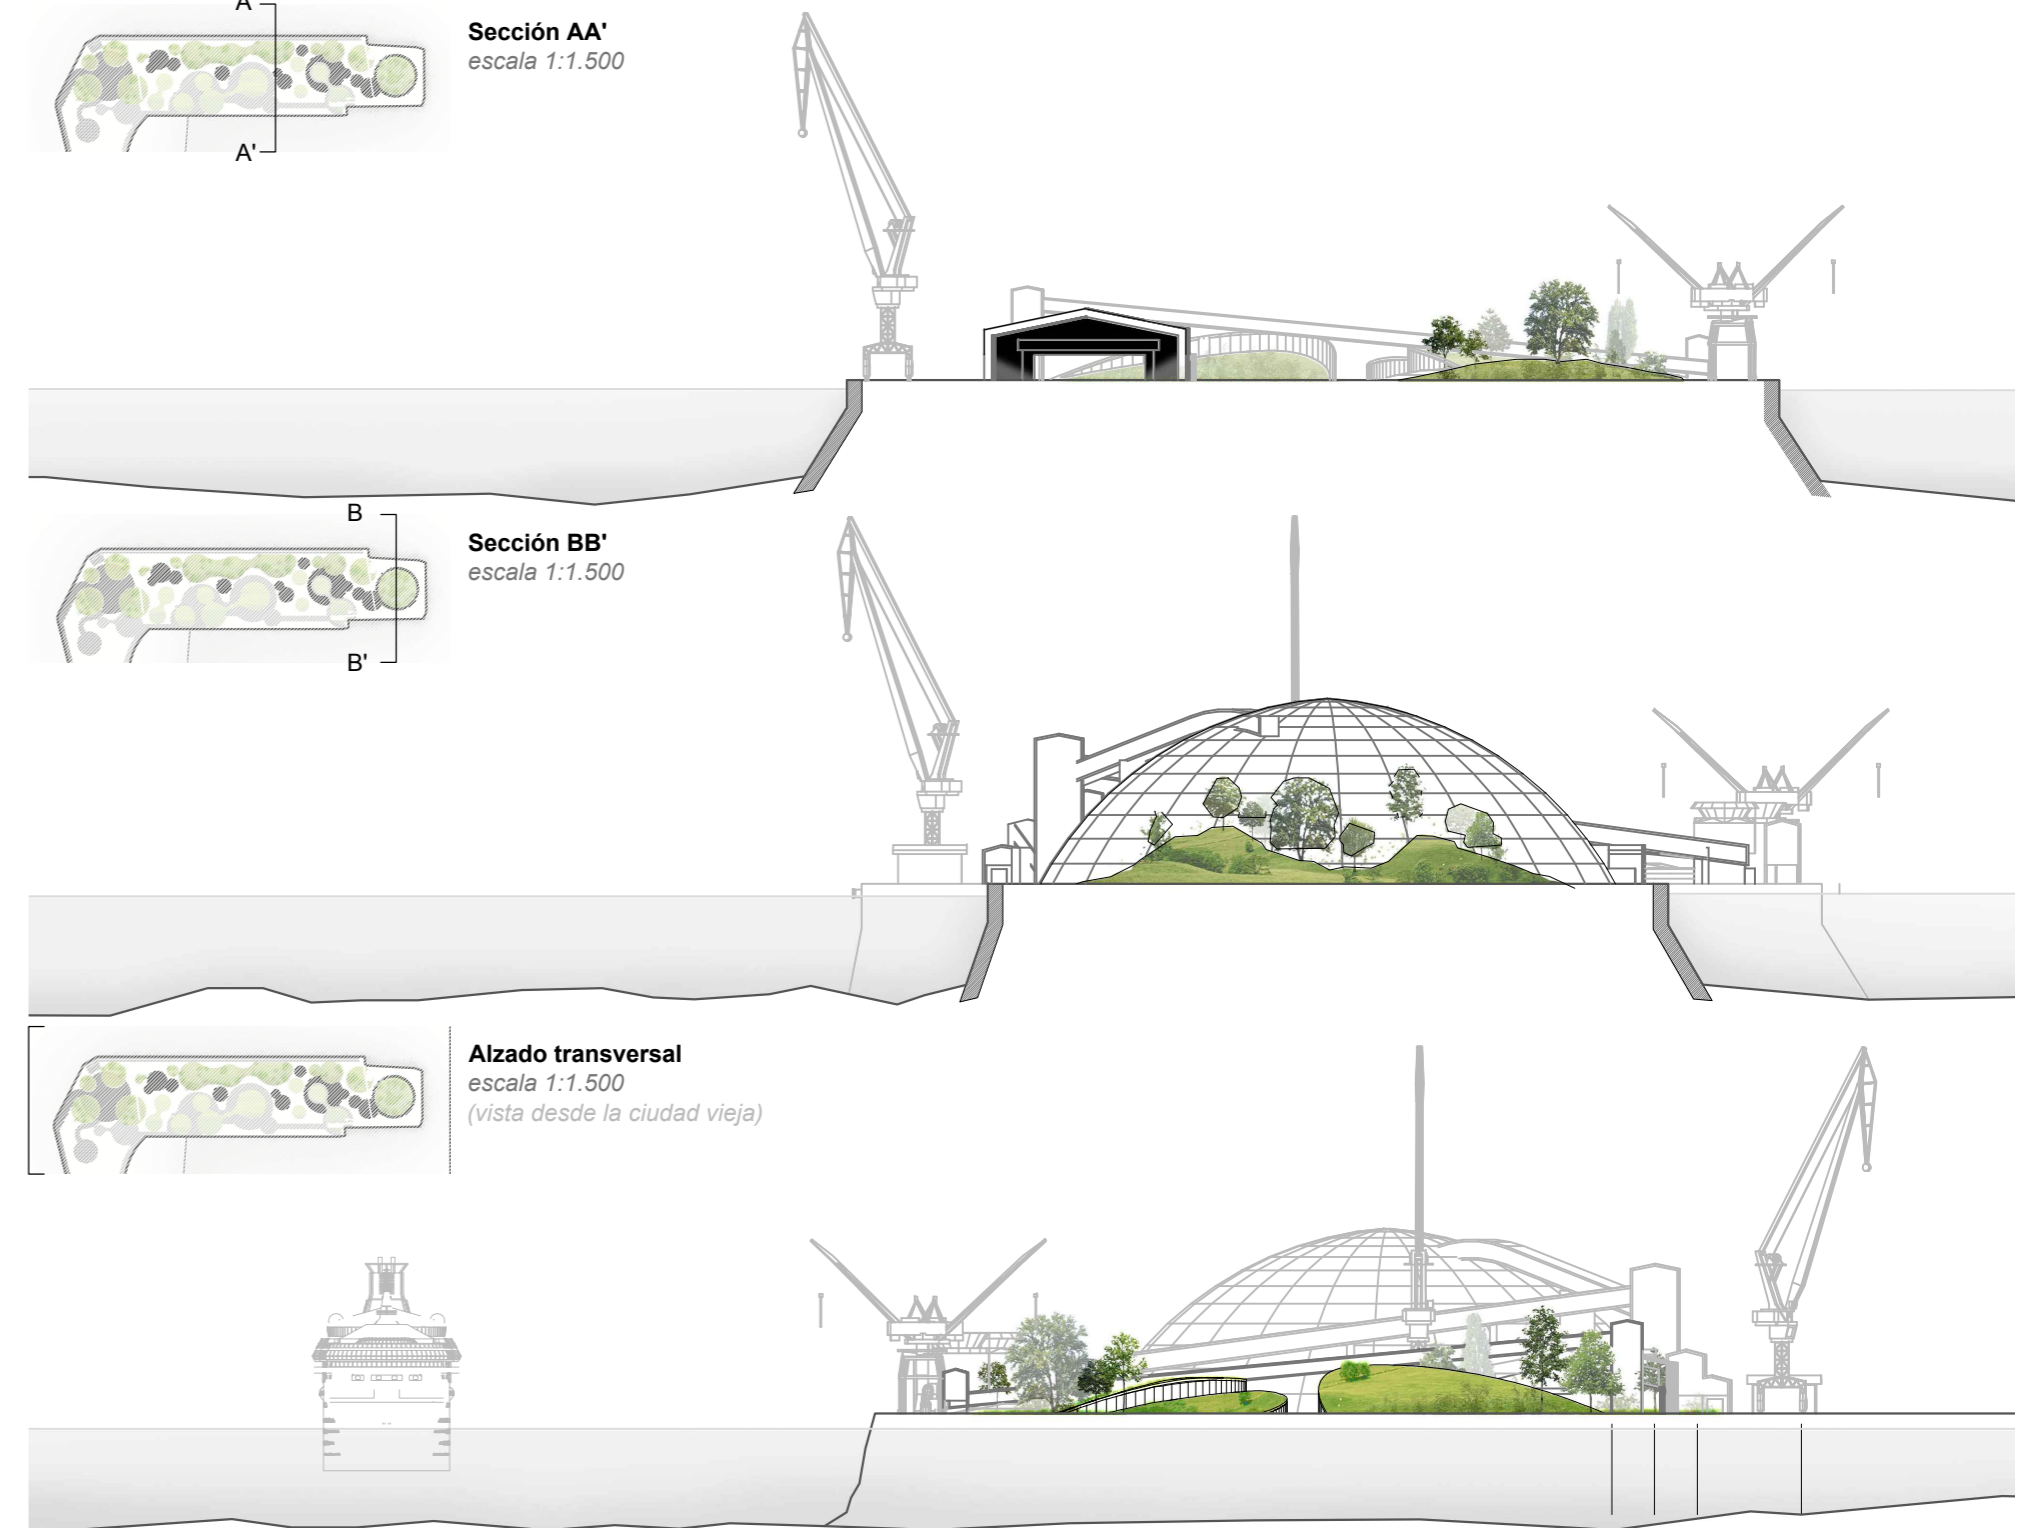 A
A'
Sección AA'
escala 1:1.500
B
B'
Sección BB'
escala 1:1.500
Alzado transversal
escala 1:1.500
(vista desde la ciudad vieja)